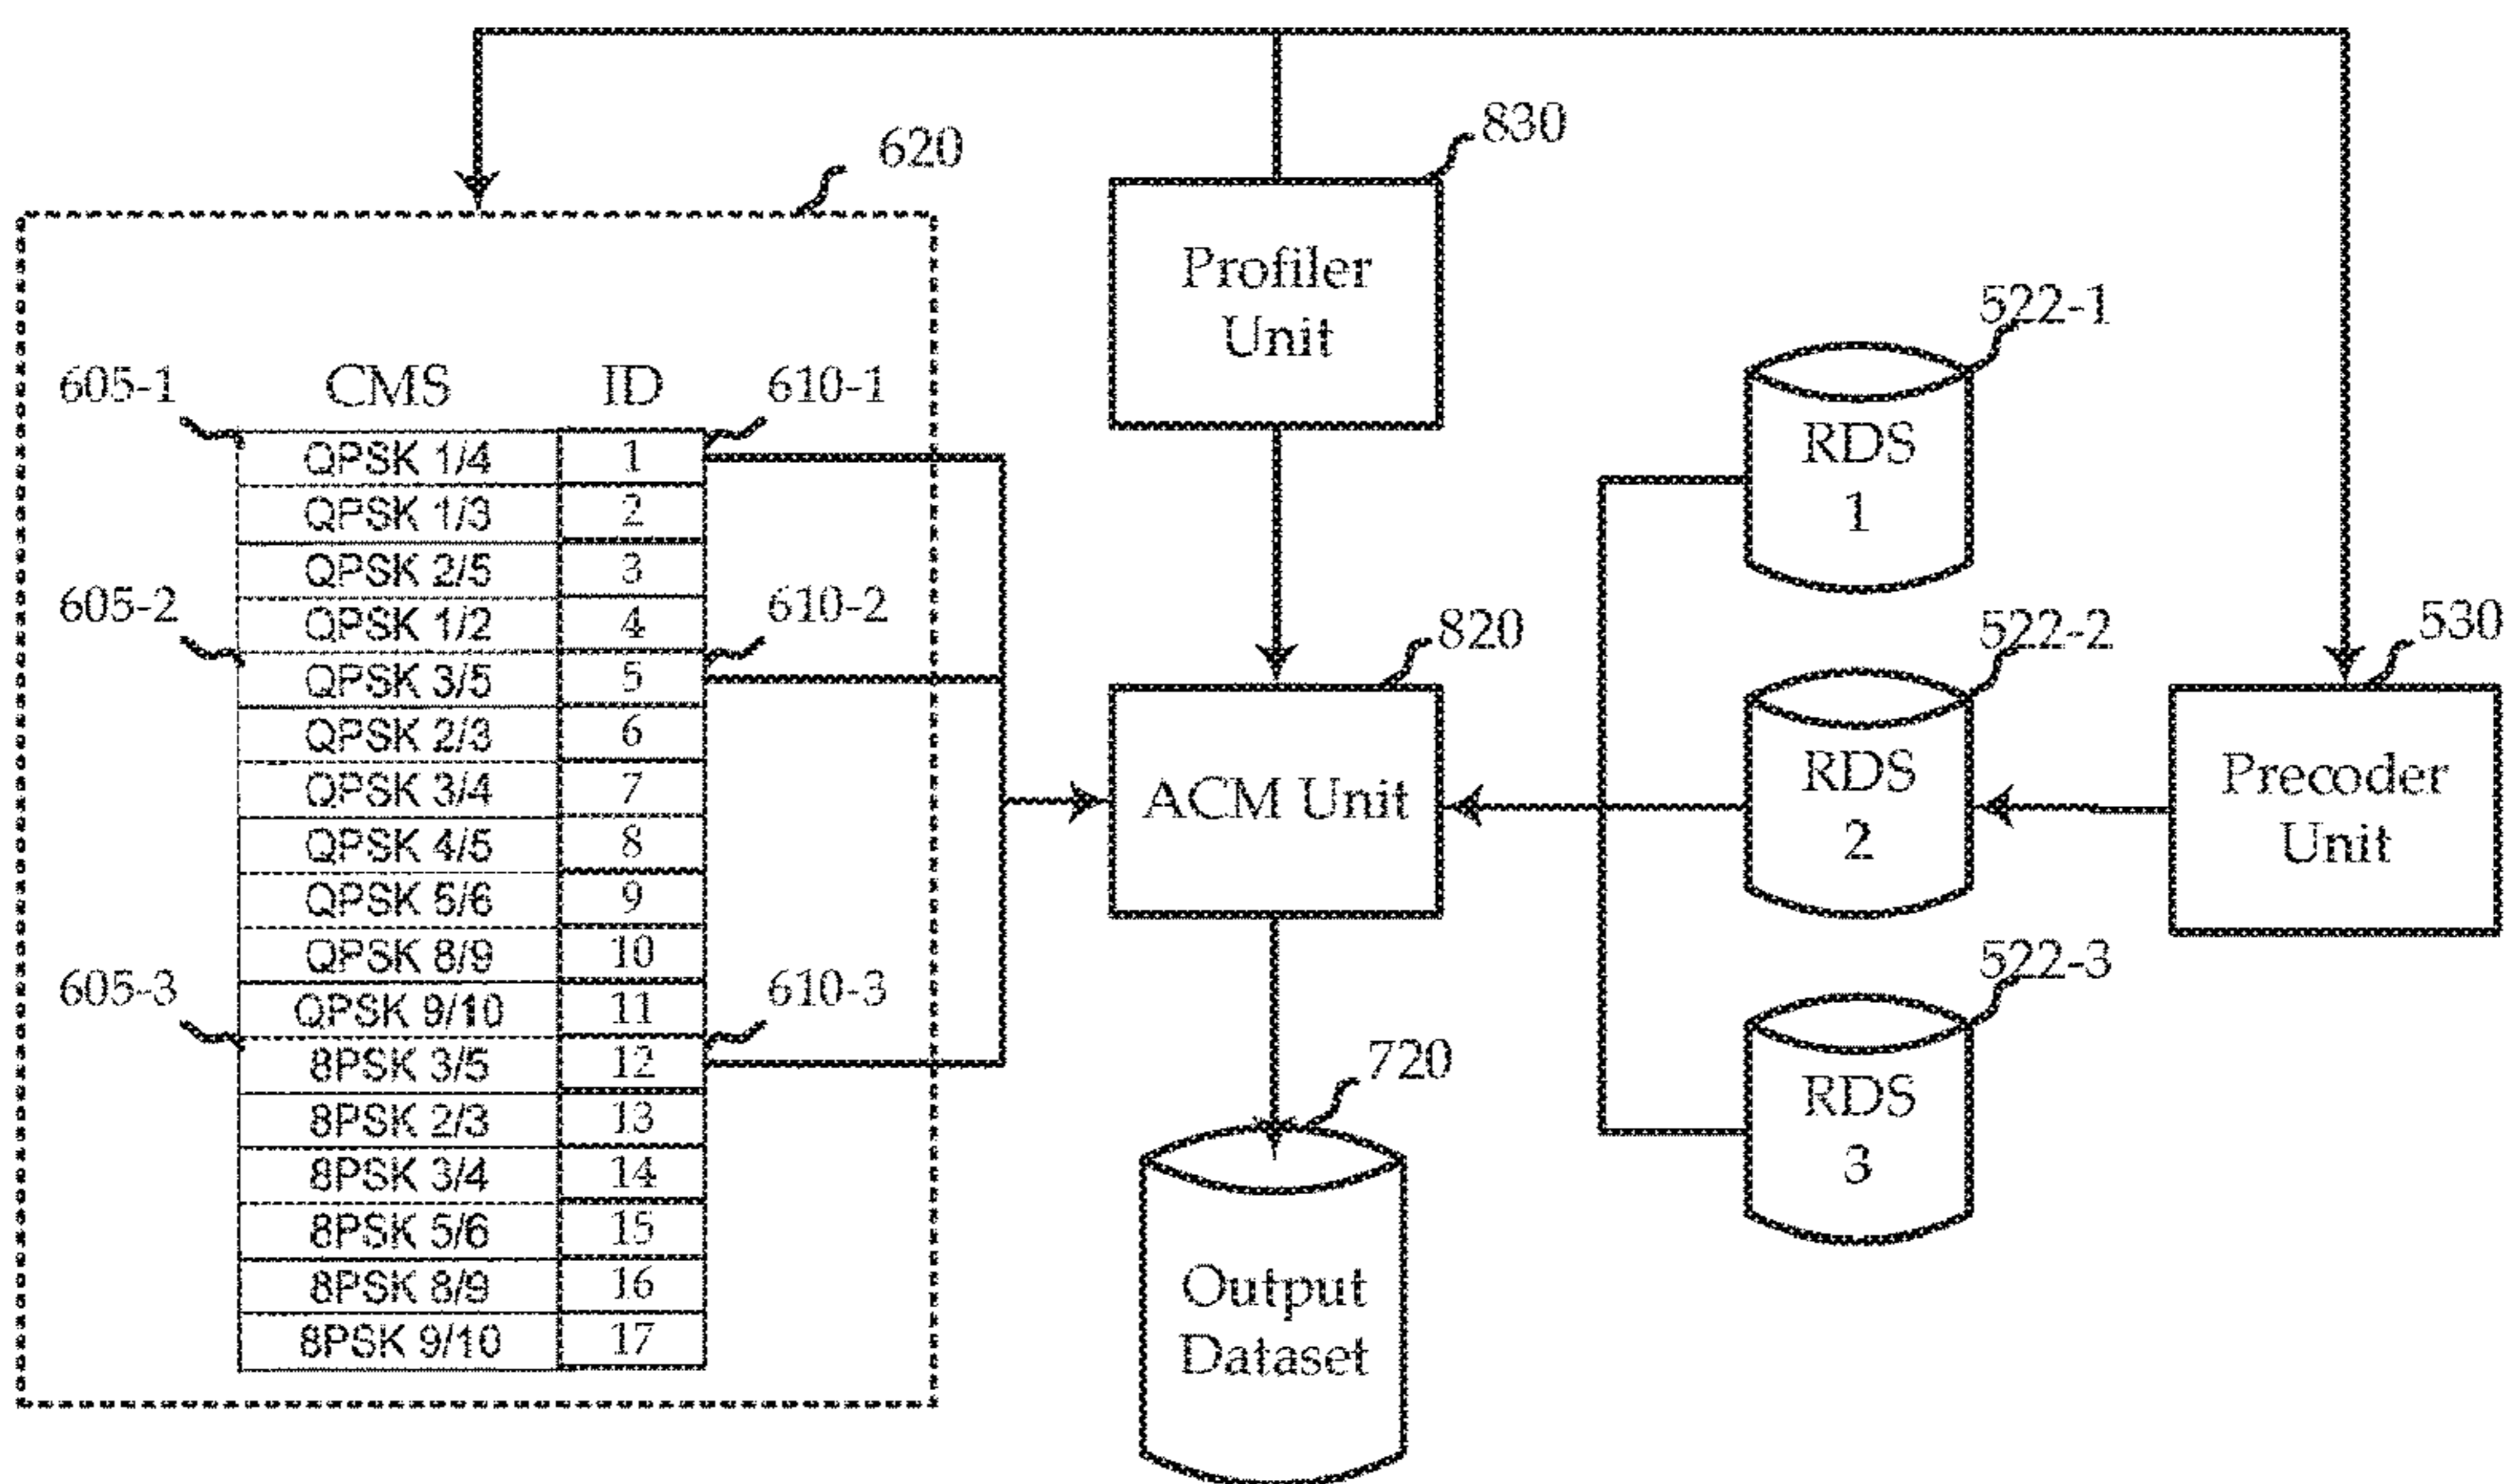 620
830
Profiler
Unit
522-1
605-1 CMS ID 610-1
QPSK 1/4 1
QPSK 1/3 2
QPSK 2/5 3
605-2 QPSK 1/2 4 610-2
QPSK 3/5 5
QPSK 2/3 6
QPSK 3/4 7
QPSK 4/5 8
QPSK 5/6 9
QPSK 8/9 10
605-3 QPSK 9/10 11 610-3
8PSK 3/5 12
8PSK 2/3 13
8PSK 3/4 14
8PSK 5/6 15
8PSK 8/9 16
8PSK 9/10 17
RDS
1
820
522-2
530
ACM Unit
RDS
2
Precoder
Unit
522-3
720
RDS
3
Output
Dataset